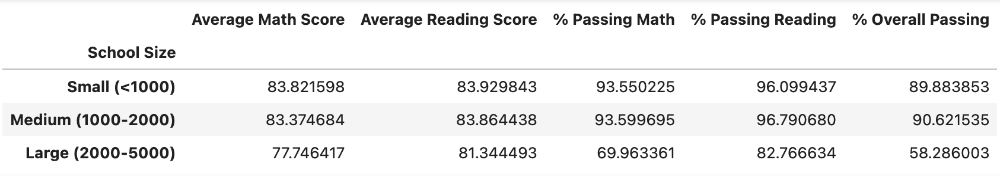 Average Math Score Average Reading Score % Passing Math % Passing Reading % Overall Passing
School Size
Small (<1000) 83.821598 83.929843 93.550225 96.099437 89.883853
Medium (1000-2000) 83.374684 83.864438 93.599695 96.790680 90.621535
Large (2000-5000) 77.746417 81.344493 69.963361 82.766634 58.286003